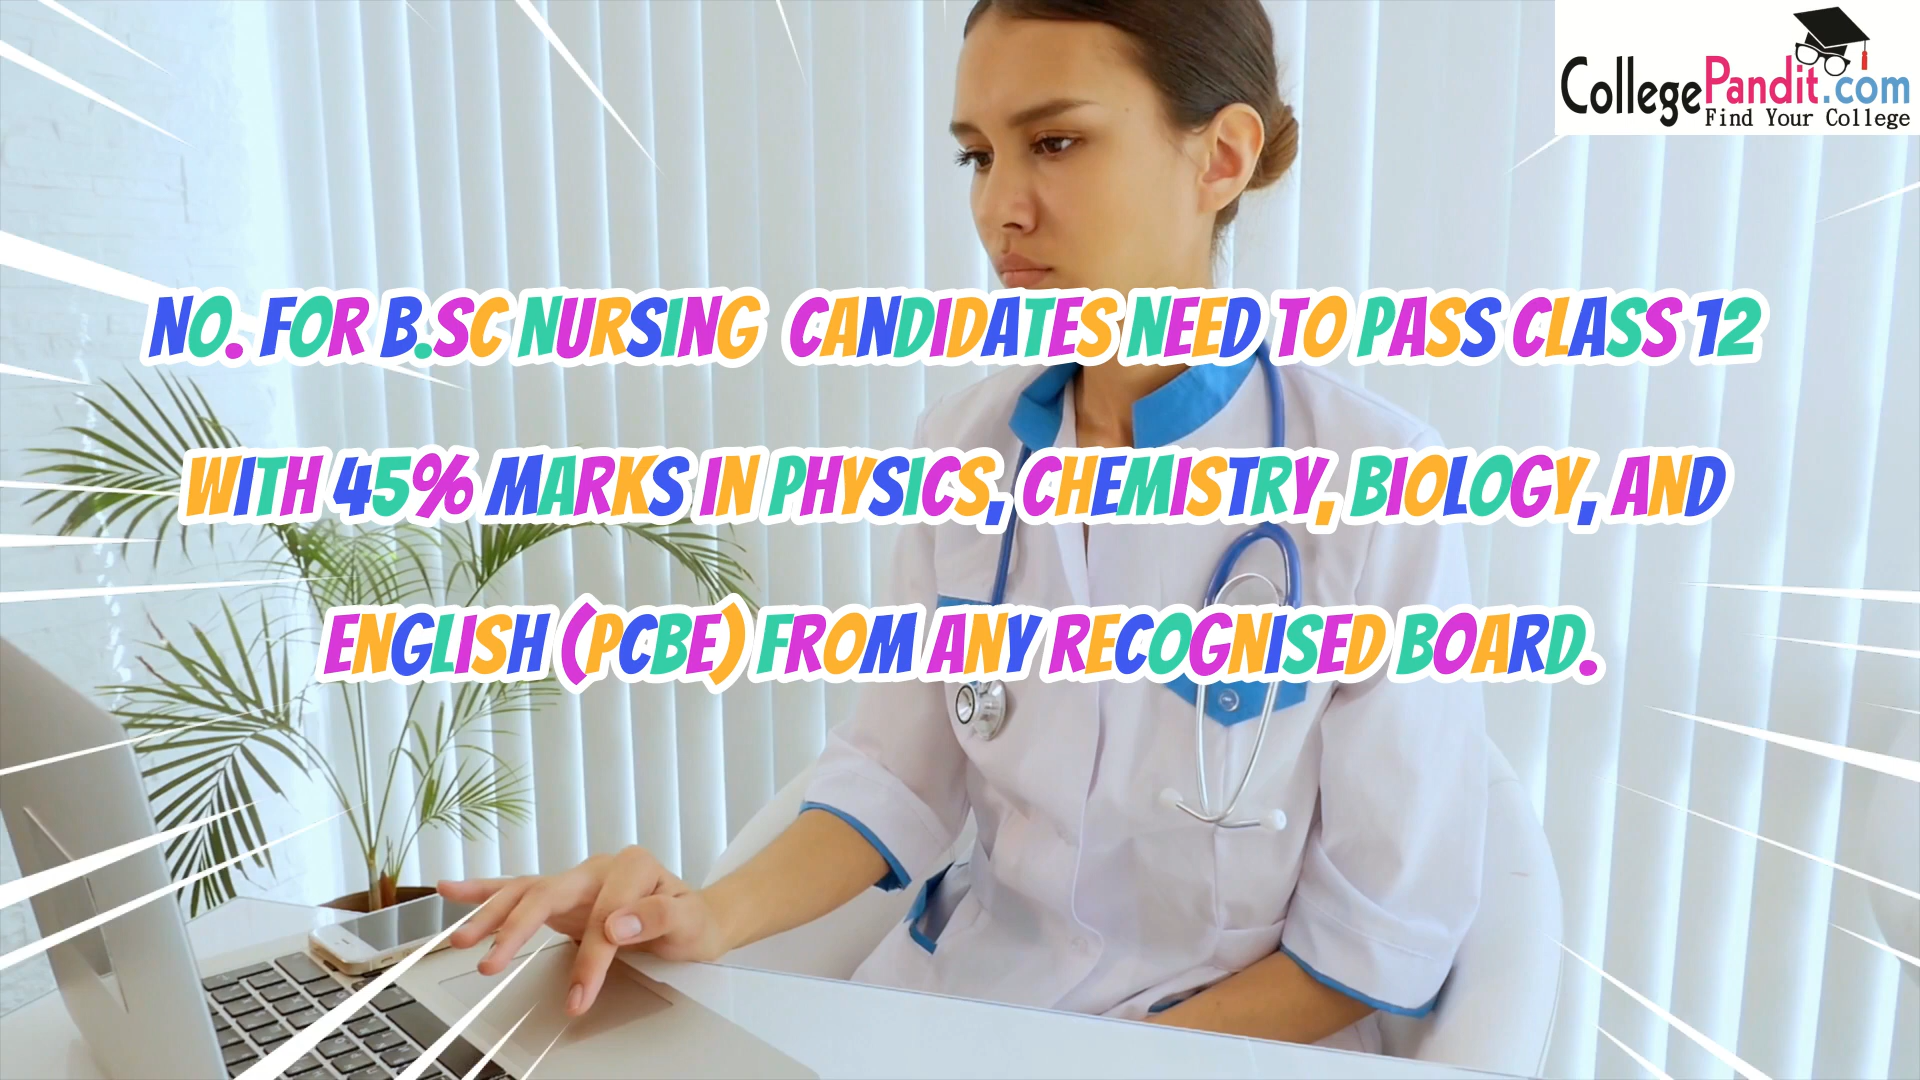 CollegePandit.com
Find Your College
NO. FOR B.SC NURSING CANDIDATES NEED TO PASS CLASS 12
WITH 45% MARKS IN PHYSICS, CHEMISTRY, BIOLOGY, AND
ENGLISH (PCBE) FROM ANY RECOGNISED BOARD.